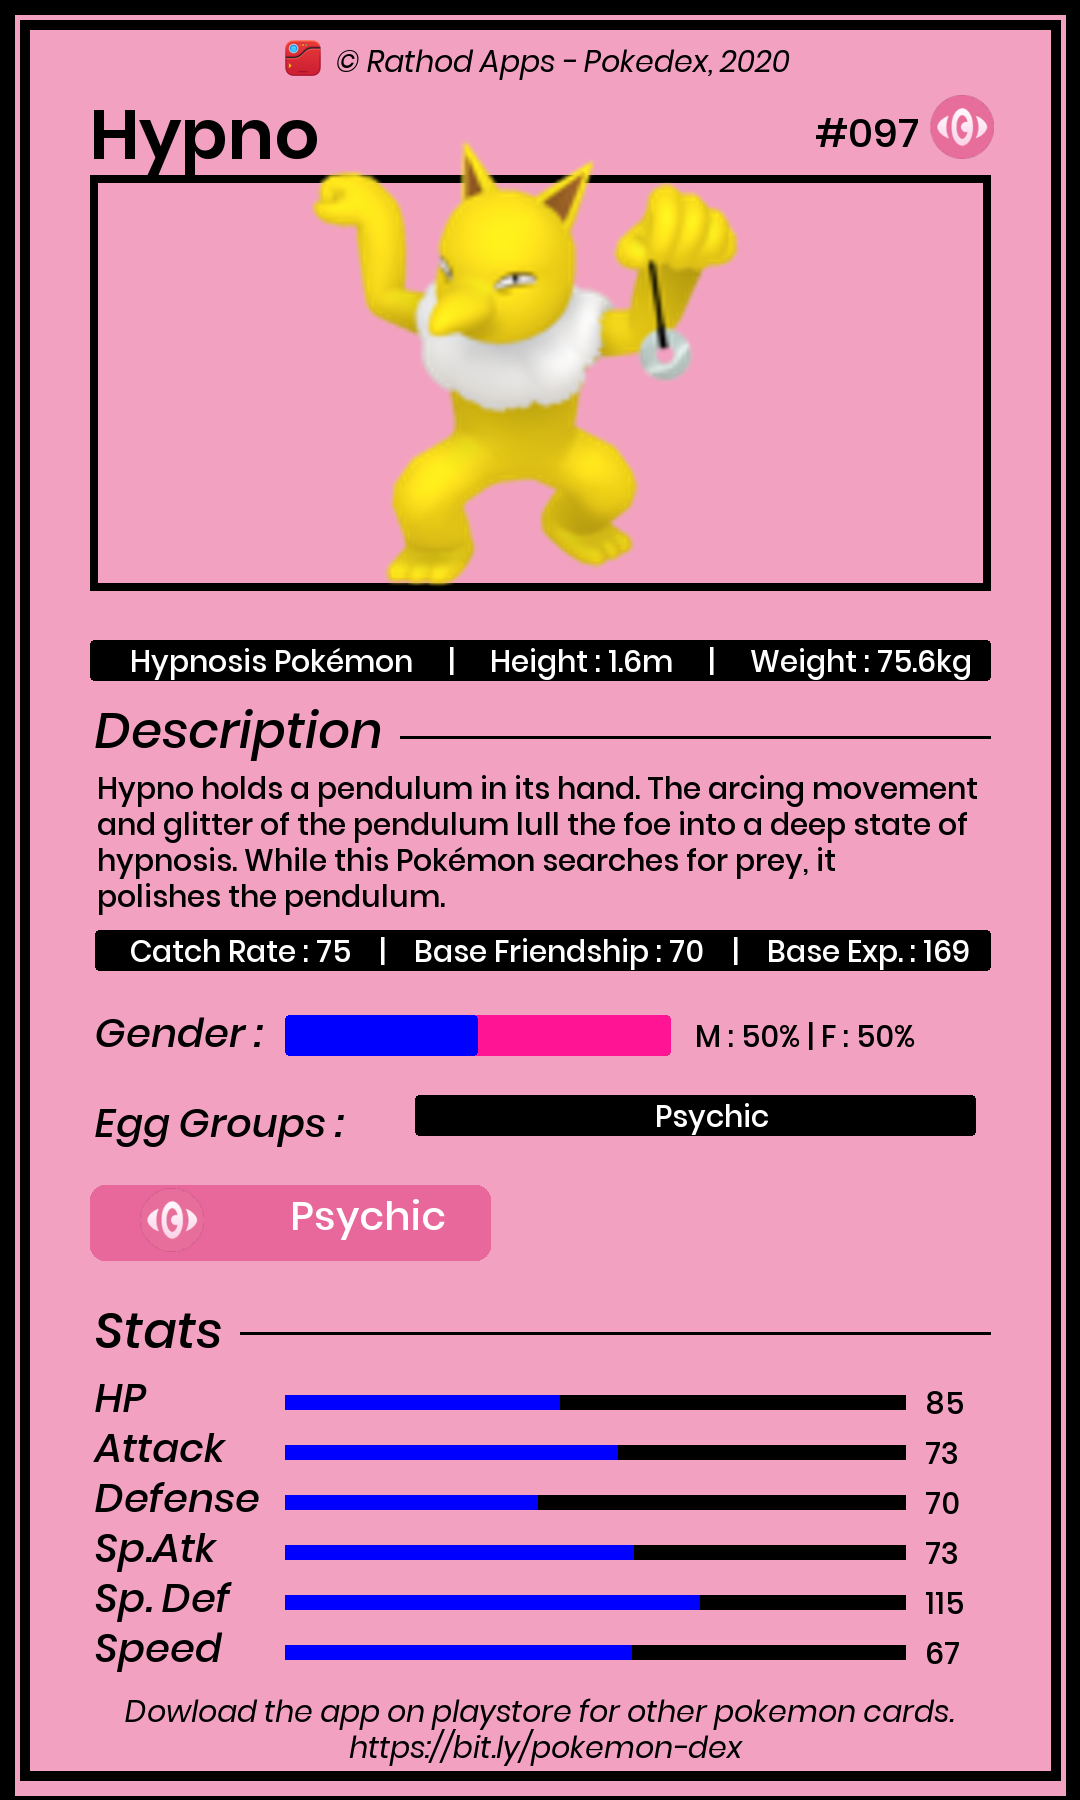 © Rathod Apps - Pokedex, 2020
Hypno
#097
Hypnosis Pokémon | Height : 1.6m | Weight : 75.6kg
Description
Hypno holds a pendulum in its hand. The arcing movement
and glitter of the pendulum lull the foe into a deep state of
hypnosis. While this Pokémon searches for prey, it
polishes the pendulum.
Catch Rate : 75 | Base Friendship : 70 | Base Exp. : 169
Gender : M : 50% | F : 50%
Egg Groups : Psychic
Psychic
Stats
HP 85
Attack 73
Defense 70
Sp.Atk 73
Sp. Def 115
Speed 67
Dowload the app on playstore for other pokemon cards.
https://bit.ly/pokemon-dex